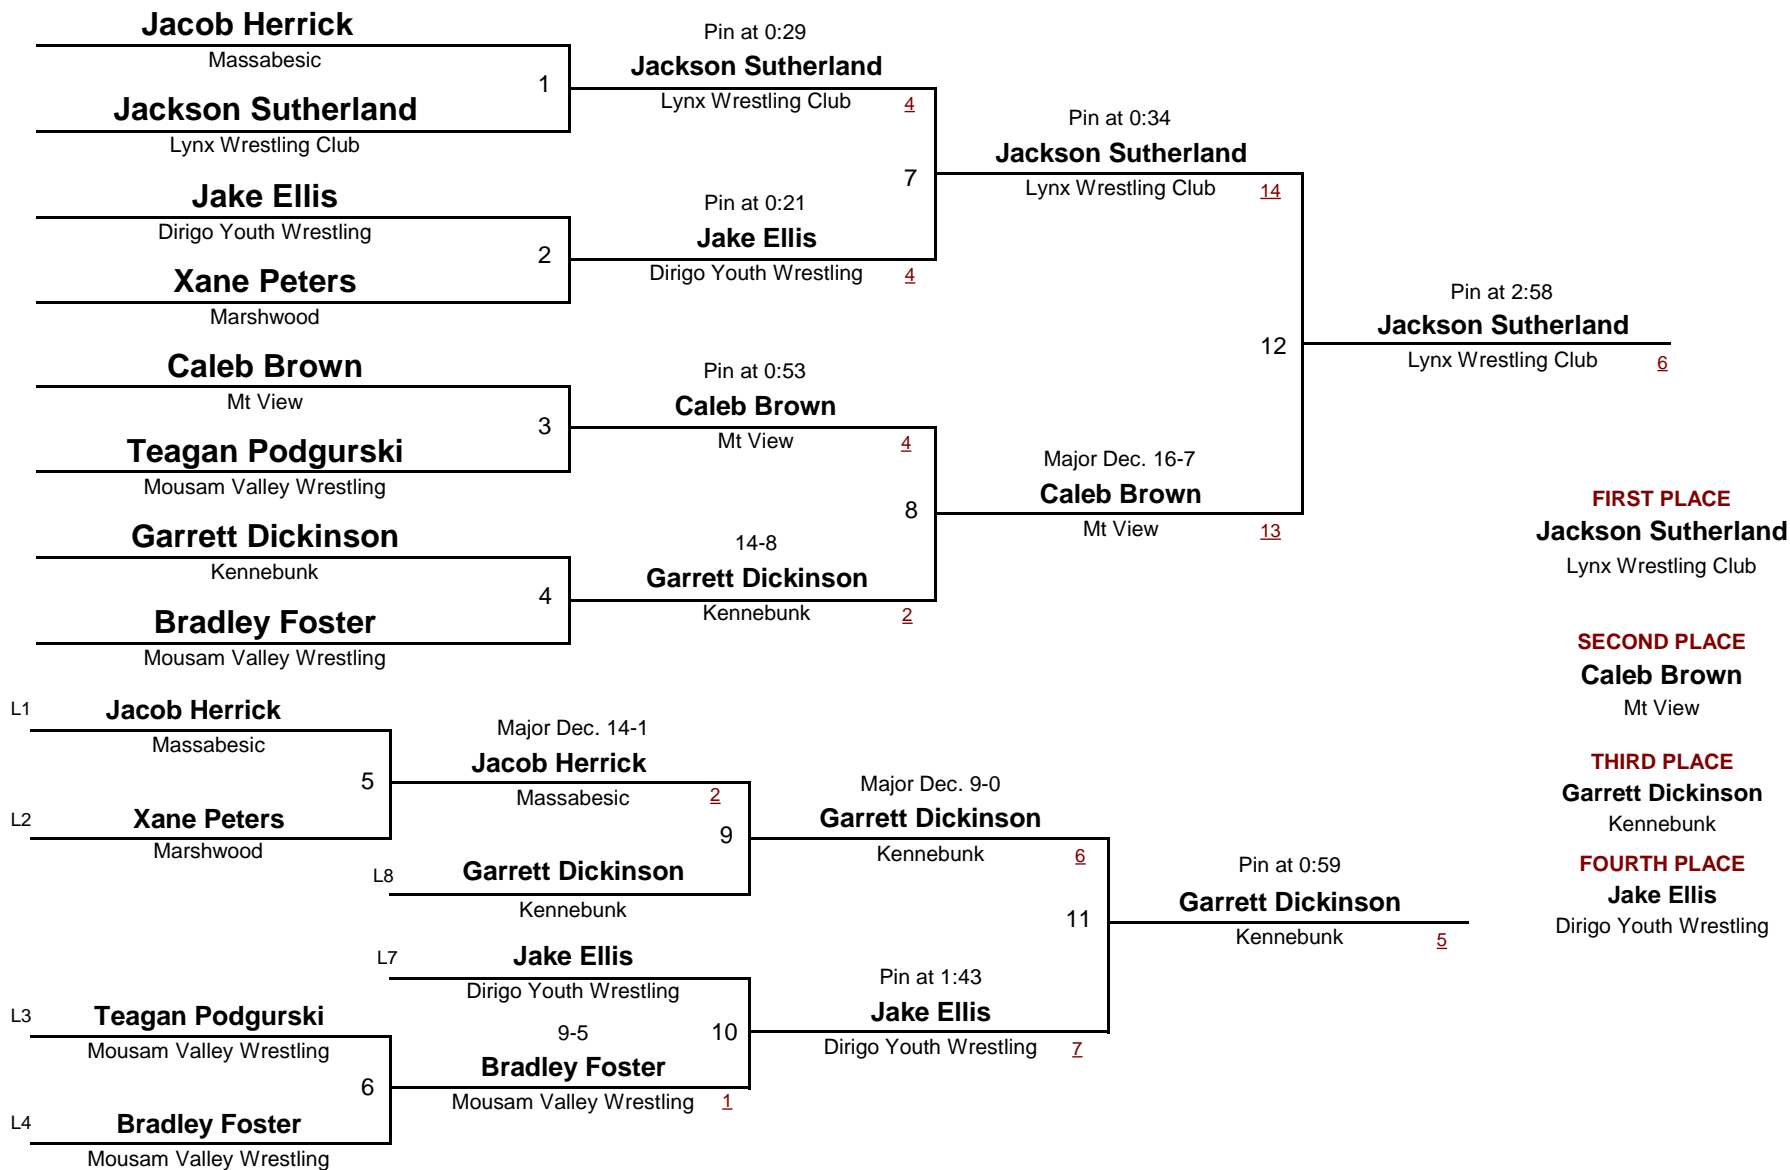 Jacob Herrick
Massabesic
1
Jackson Sutherland
Lynx Wrestling Club
Pin at 0:29
Jackson Sutherland
Lynx Wrestling Club
4
Jake Ellis
Dirigo Youth Wrestling
2
Xane Peters
Marshwood
Pin at 0:21
Jake Ellis
Dirigo Youth Wrestling
4
7
Pin at 0:34
Jackson Sutherland
Lynx Wrestling Club
14
Caleb Brown
Mt View
3
Teagan Podgurski
Mousam Valley Wrestling
Pin at 0:53
Caleb Brown
Mt View
4
Garrett Dickinson
Kennebunk
4
Bradley Foster
Mousam Valley Wrestling
14-8
Garrett Dickinson
Kennebunk
2
8
Major Dec. 16-7
Caleb Brown
Mt View
13
12
Pin at 2:58
Jackson Sutherland
Lynx Wrestling Club
6
FIRST PLACE
Jackson Sutherland
Lynx Wrestling Club
SECOND PLACE
Caleb Brown
Mt View
THIRD PLACE
Garrett Dickinson
Kennebunk
FOURTH PLACE
Jake Ellis
Dirigo Youth Wrestling
L1
Jacob Herrick
Massabesic
5
L2
Xane Peters
Marshwood
Major Dec. 14-1
Jacob Herrick
Massabesic
2
9
L8
Garrett Dickinson
Kennebunk
Major Dec. 9-0
Garrett Dickinson
Kennebunk
6
L7
Jake Ellis
Dirigo Youth Wrestling
10
L3
Teagan Podgurski
Mousam Valley Wrestling
6
L4
Bradley Foster
Mousam Valley Wrestling
9-5
Bradley Foster
Mousam Valley Wrestling
1
Pin at 1:43
Jake Ellis
Dirigo Youth Wrestling
7
11
Pin at 0:59
Garrett Dickinson
Kennebunk
5